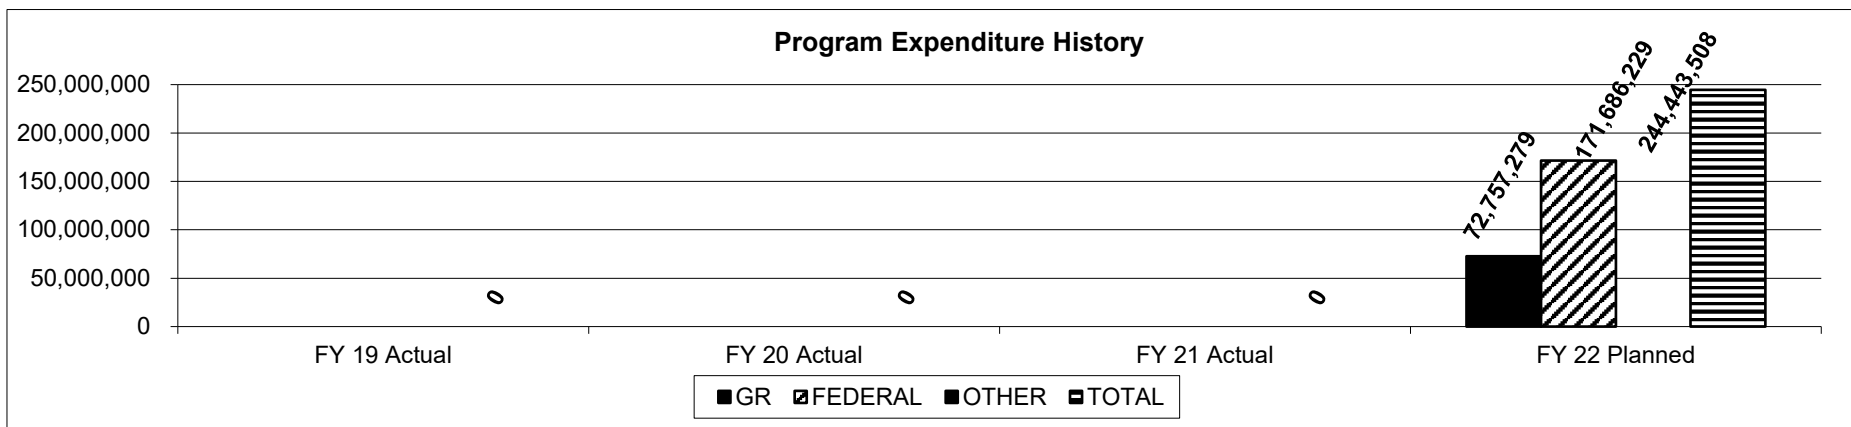 Program Expenditure History
250,000,000
200,000,000
150,000,000
100,000,000
50,000,000
0
0
0
0
72,757,279
171,686,229
244,443,508
FY 19 Actual
FY 20 Actual
FY 21 Actual
FY 22 Planned
GR FEDERAL OTHER TOTAL